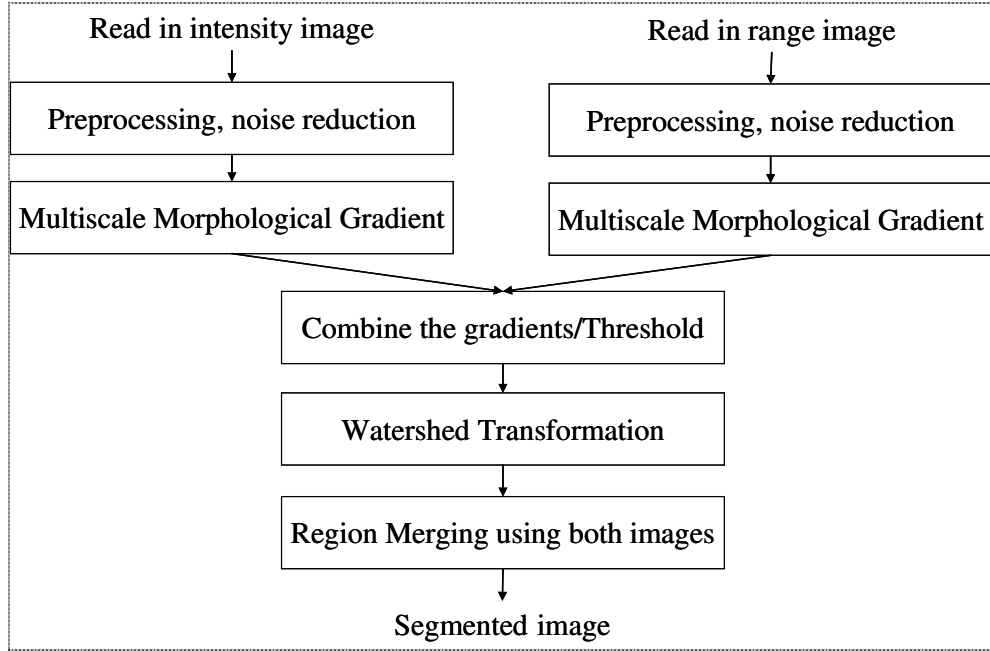 Read in intensity image
Read in range image
Preprocessing, noise reduction
Preprocessing, noise reduction
Multiscale Morphological Gradient
Multiscale Morphological Gradient
Combine the gradients/Threshold
Watershed Transformation
Region Merging using both images
Segmented image